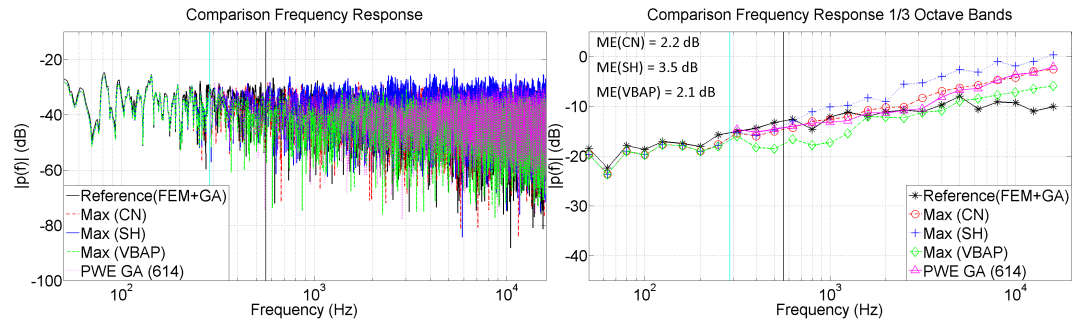 Comparison Frequency Response
-20
-40
-60
-80
-100
|p(f)| (dB)
Reference(FEM+GA)
Max (CN)
Max (SH)
Max (VBAP)
PWE GA (614)
10²
10³
10⁴
Frequency (Hz)
Comparison Frequency Response 1/3 Octave Bands
ME(CN) = 2.2 dB
ME(SH) = 3.5 dB
ME(VBAP) = 2.1 dB
0
-10
-20
-30
-40
|p(f)| (dB)
Reference(FEM+GA)
Max (CN)
Max (SH)
Max (VBAP)
PWE GA (614)
10²
10³
10⁴
Frequency (Hz)